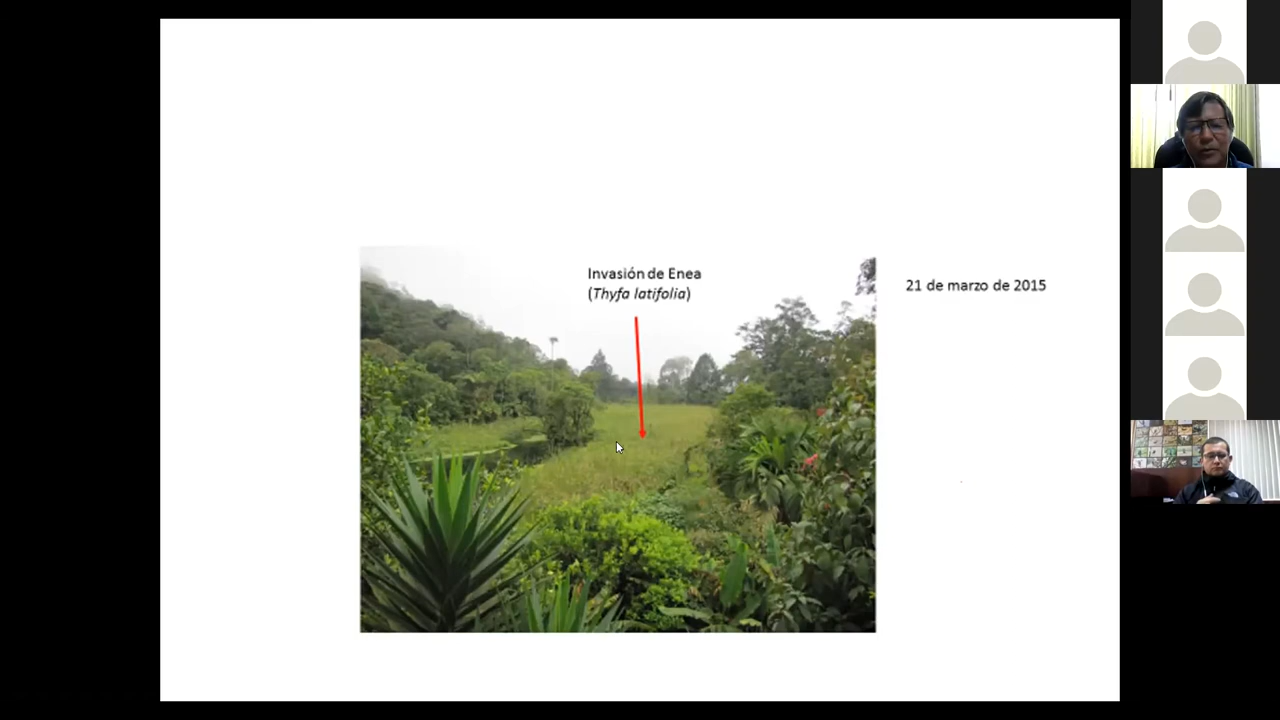 Invasión de Enea
(Thyfa latifolia)
21 de marzo de 2015